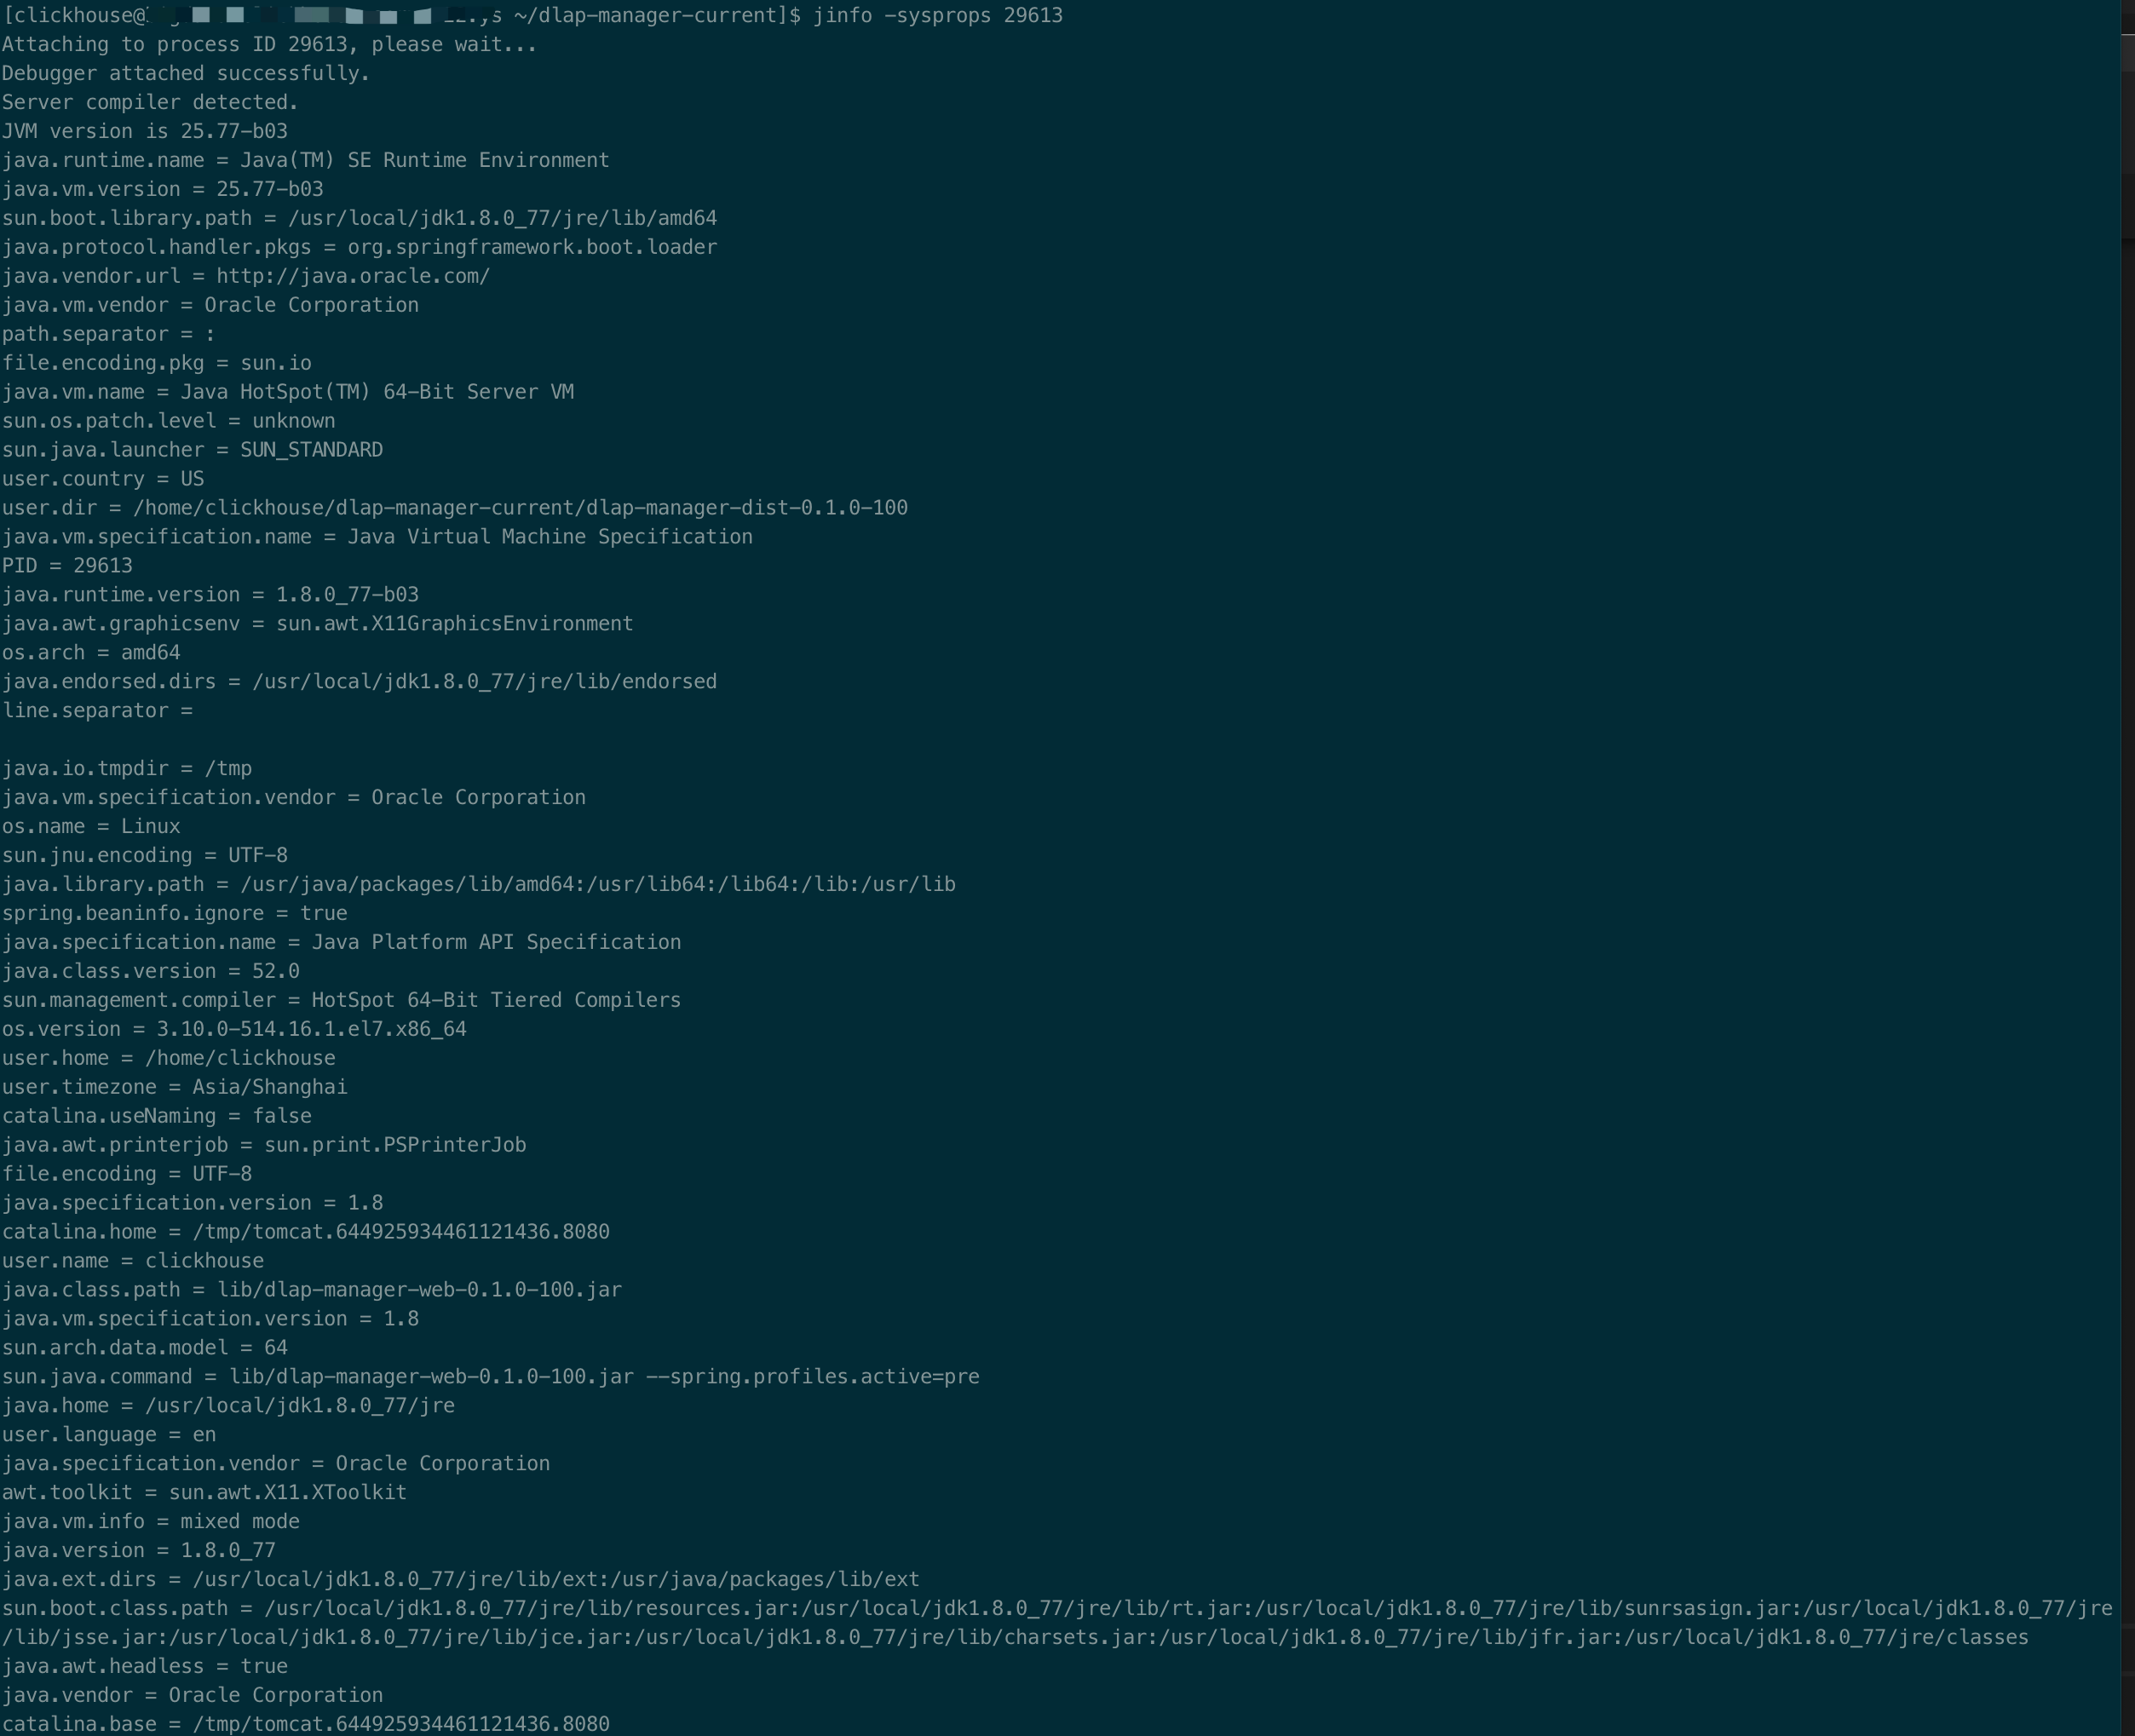 [clickhouse@ ~/dlap-manager-current]$ jinfo -sysprops 29613
Attaching to process ID 29613, please wait...
Debugger attached successfully.
Server compiler detected.
JVM version is 25.77-b03
java.runtime.name = Java(TM) SE Runtime Environment
java.vm.version = 25.77-b03
sun.boot.library.path = /usr/local/jdk1.8.0_77/jre/lib/amd64
java.protocol.handler.pkgs = org.springframework.boot.loader
java.vendor.url = http://java.oracle.com/
java.vm.vendor = Oracle Corporation
path.separator = :
file.encoding.pkg = sun.io
java.vm.name = Java HotSpot(TM) 64-Bit Server VM
sun.os.patch.level = unknown
sun.java.launcher = SUN_STANDARD
user.country = US
user.dir = /home/clickhouse/dlap-manager-current/dlap-manager-dist-0.1.0-100
java.vm.specification.name = Java Virtual Machine Specification
PID = 29613
java.runtime.version = 1.8.0_77-b03
java.awt.graphicsenv = sun.awt.X11GraphicsEnvironment
os.arch = amd64
java.endorsed.dirs = /usr/local/jdk1.8.0_77/jre/lib/endorsed
line.separator =
java.io.tmpdir = /tmp
java.vm.specification.vendor = Oracle Corporation
os.name = Linux
sun.jnu.encoding = UTF-8
java.library.path = /usr/java/packages/lib/amd64:/usr/lib64:/lib64:/lib:/usr/lib
spring.beaninfo.ignore = true
java.specification.name = Java Platform API Specification
java.class.version = 52.0
sun.management.compiler = HotSpot 64-Bit Tiered Compilers
os.version = 3.10.0-514.16.1.el7.x86_64
user.home = /home/clickhouse
user.timezone = Asia/Shanghai
catalina.useNaming = false
java.awt.printerjob = sun.print.PSPrinterJob
file.encoding = UTF-8
java.specification.version = 1.8
catalina.home = /tmp/tomcat.644925934461121436.8080
user.name = clickhouse
java.class.path = lib/dlap-manager-web-0.1.0-100.jar
java.vm.specification.version = 1.8
sun.arch.data.model = 64
sun.java.command = lib/dlap-manager-web-0.1.0-100.jar --spring.profiles.active=pre
java.home = /usr/local/jdk1.8.0_77/jre
user.language = en
java.specification.vendor = Oracle Corporation
awt.toolkit = sun.awt.X11.XToolkit
java.vm.info = mixed mode
java.version = 1.8.0_77
java.ext.dirs = /usr/local/jdk1.8.0_77/jre/lib/ext:/usr/java/packages/lib/ext
sun.boot.class.path = /usr/local/jdk1.8.0_77/jre/lib/resources.jar:/usr/local/jdk1.8.0_77/jre/lib/rt.jar:/usr/local/jdk1.8.0_77/jre/lib/sunrsasign.jar:/usr/local/jdk1.8.0_77/jre
/lib/jsse.jar:/usr/local/jdk1.8.0_77/jre/lib/jce.jar:/usr/local/jdk1.8.0_77/jre/lib/charsets.jar:/usr/local/jdk1.8.0_77/jre/lib/jfr.jar:/usr/local/jdk1.8.0_77/jre/classes
java.awt.headless = true
java.vendor = Oracle Corporation
catalina.base = /tmp/tomcat.644925934461121436.8080